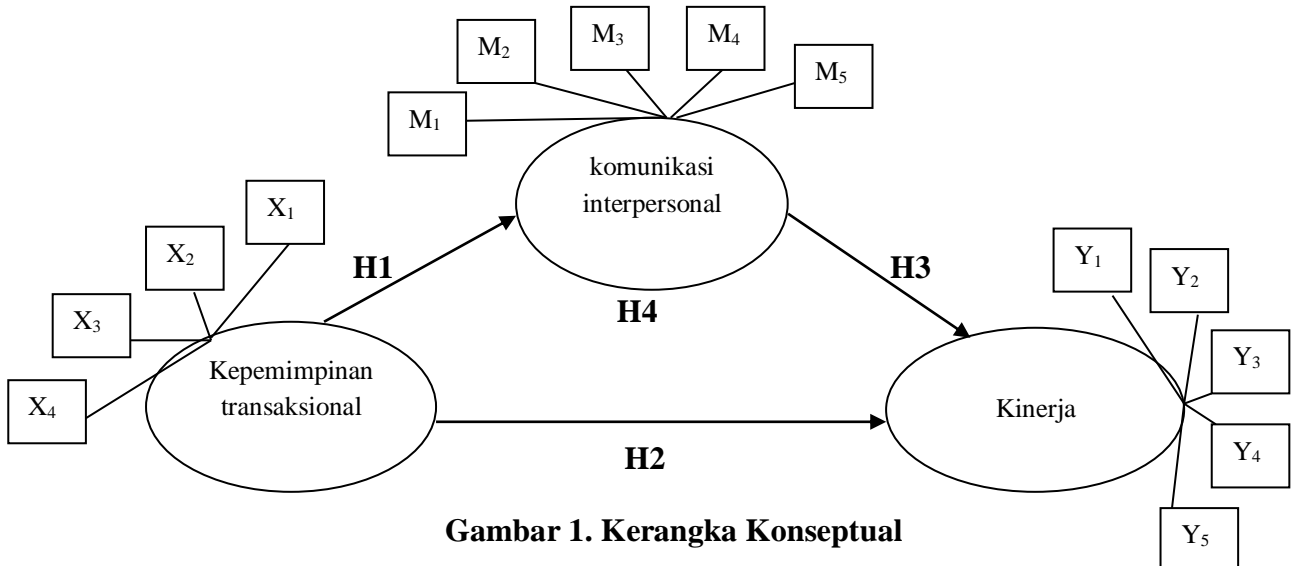 M₁
M₂
M₃
M₄
M₅
komunikasi
interpersonal
X₁
X₂
X₃
X₄
H1
H3
H4
Y₁
Y₂
Y₃
Y₄
Y₅
Kepemimpinan
transaksional
Kinerja
H2
Gambar 1. Kerangka Konseptual